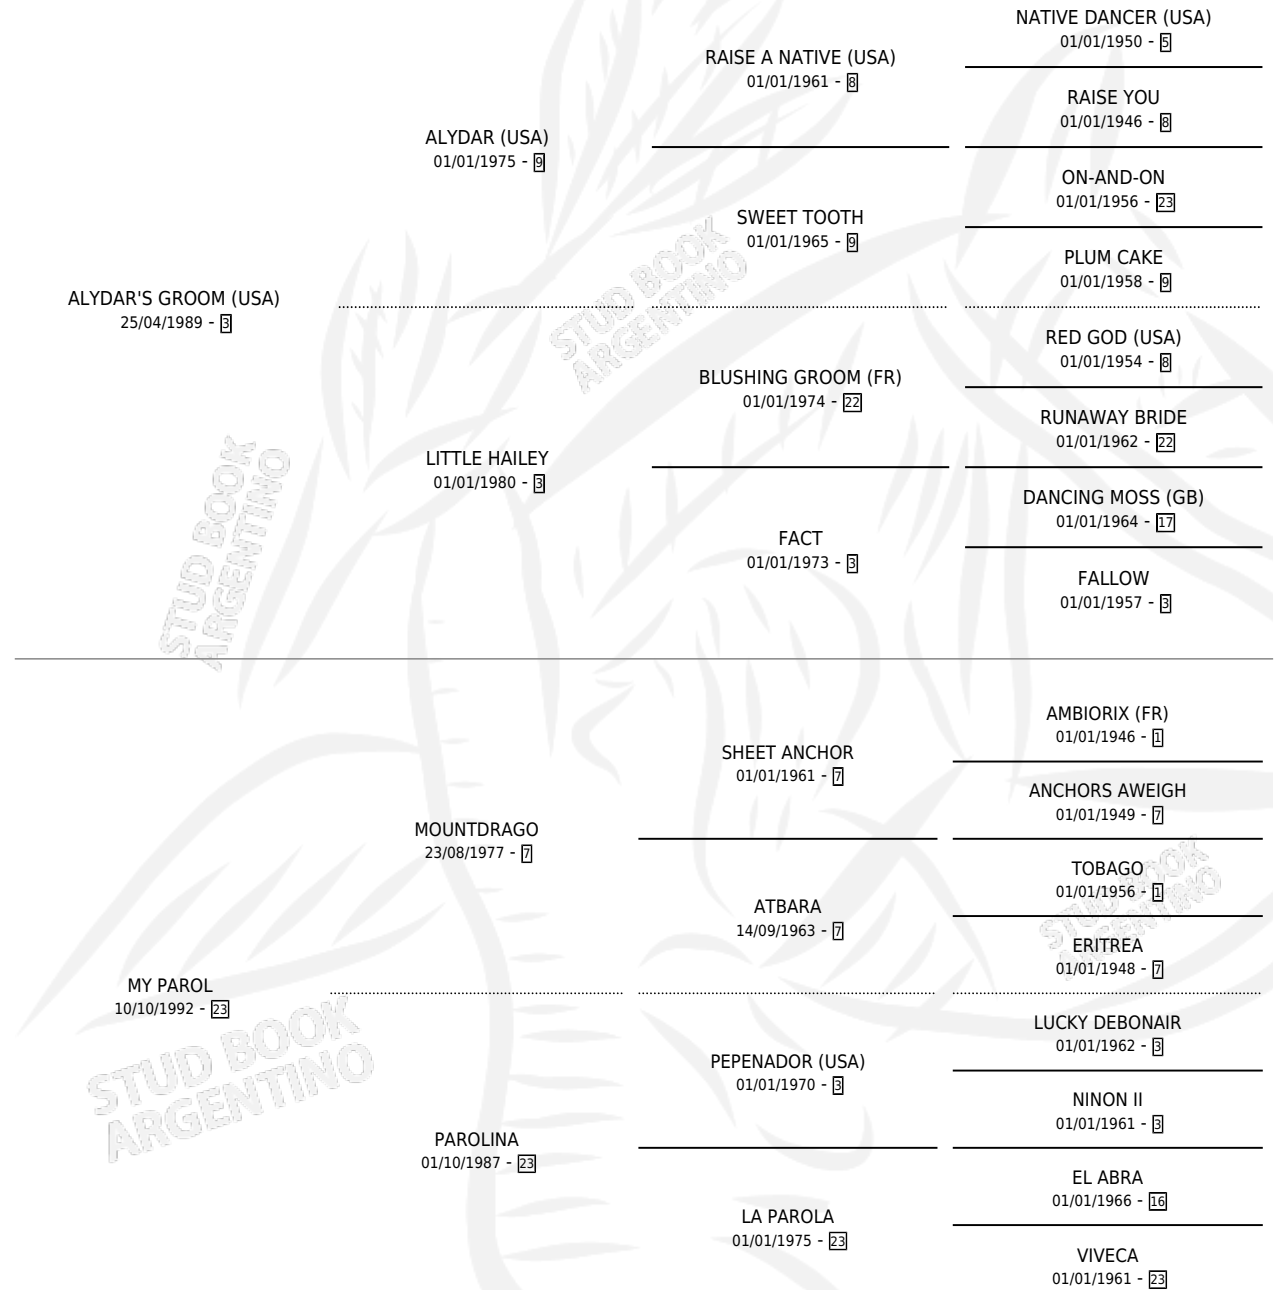 NATIVE DANCER (USA)
01/01/1950 - 5
RAISE A NATIVE (USA)
01/01/1961 - 8
RAISE YOU
01/01/1946 - 8
ALYDAR (USA)
01/01/1975 - 9
ON-AND-ON
01/01/1956 - 23
SWEET TOOTH
01/01/1965 - 9
PLUM CAKE
01/01/1958 - 9
ALYDAR'S GROOM (USA)
25/04/1989 - 3
RED GOD (USA)
01/01/1954 - 8
BLUSHING GROOM (FR)
01/01/1974 - 22
RUNAWAY BRIDE
01/01/1962 - 22
LITTLE HAILEY
01/01/1980 - 3
DANCING MOSS (GB)
01/01/1964 - 17
FACT
01/01/1973 - 3
FALLOW
01/01/1957 - 3
AMBIORIX (FR)
01/01/1946 - 1
SHEET ANCHOR
01/01/1961 - 7
ANCHORS AWEIGH
01/01/1949 - 7
MOUNTDRAGO
23/08/1977 - 7
TOBAGO
01/01/1956 - 1
ATBARA
14/09/1963 - 7
ERITREA
01/01/1948 - 7
MY PAROL
10/10/1992 - 23
LUCKY DEBONAIR
01/01/1962 - 3
PEPENADOR (USA)
01/01/1970 - 3
NINON II
01/01/1961 - 3
PAROLINA
01/10/1987 - 23
EL ABRA
01/01/1966 - 16
LA PAROLA
01/01/1975 - 23
VIVECA
01/01/1961 - 23
STUD BOOK
ARGENTINO
STUD BOOK
ARGENTINO
STUD BOOK
ARGENTINO
STUD BOOK
ARGENTINO